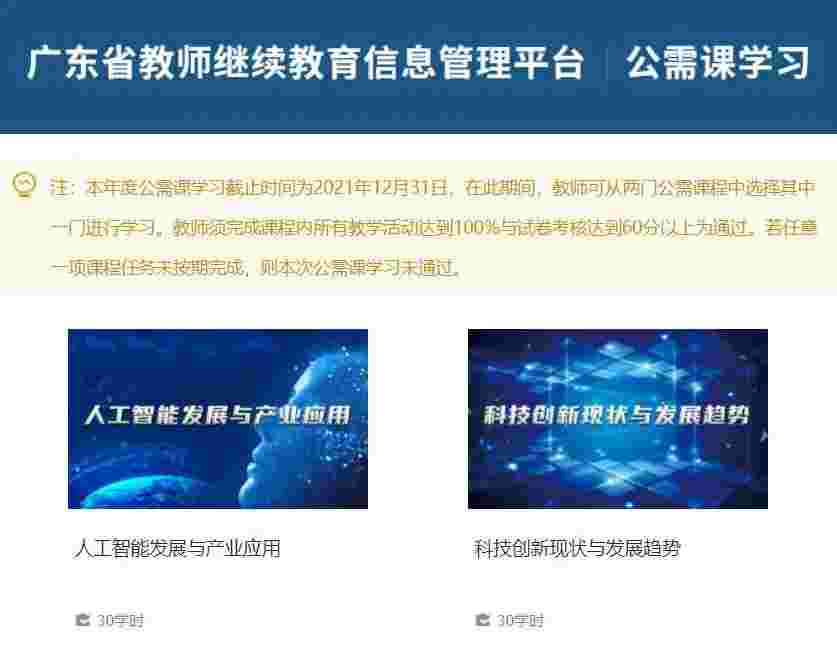 广东省教师继续教育信息管理平台 公需课学习
注：本年度公需课学习截止时间为2021年12月31日，在此期间，教师可从两门公需课程中选择其中
一门进行学习。教师须完成课程内所有教学活动达到100%与试卷考核达到60分以上为通过。若任意
一项课程任务未按期完成，则本次公需课学习未通过。
人工智能发展与产业应用
科技创新现状与发展趋势
人工智能发展与产业应用
科技创新现状与发展趋势
30学时
30学时